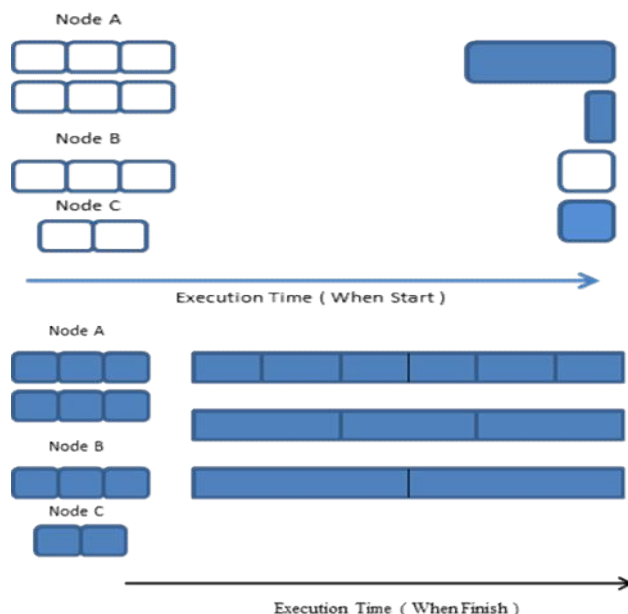 Node A
Node B
Node C
Execution Time ( When Start )
Node A
Node B
Node C
Execution Time ( When Finish )